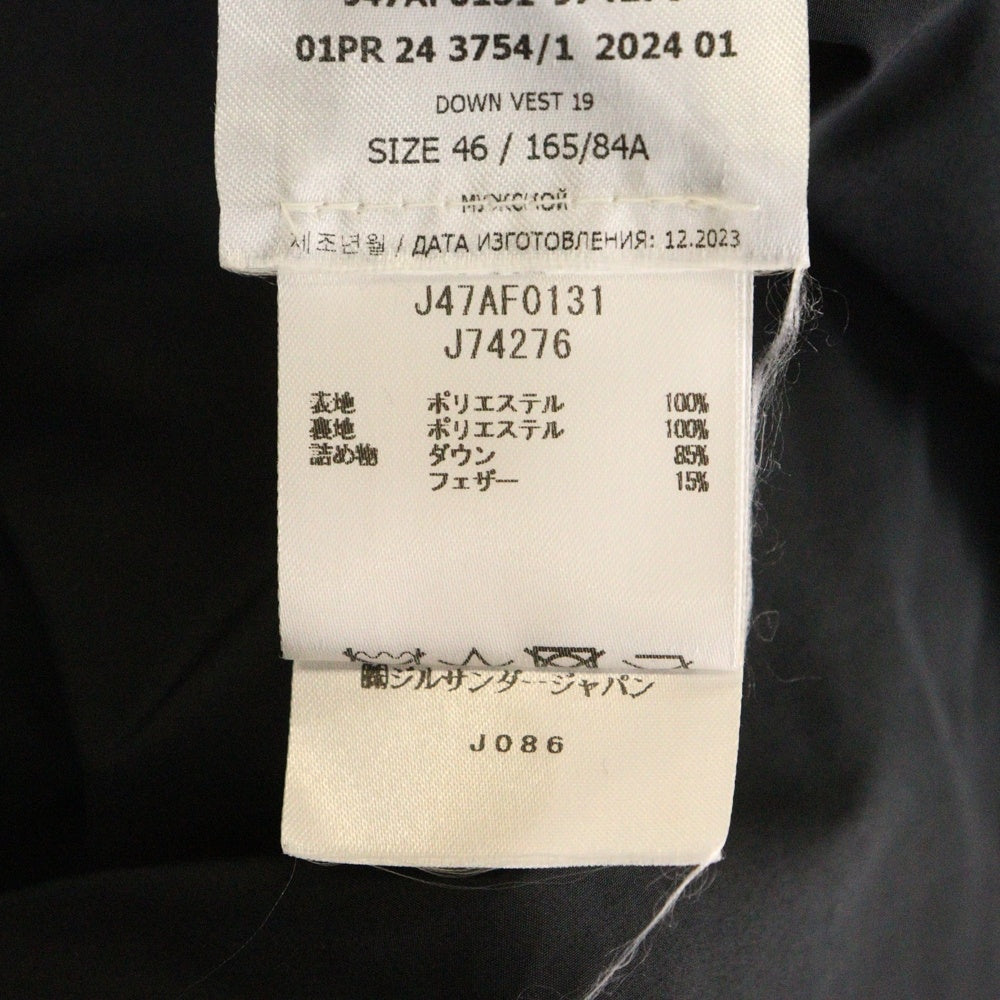 01PR 24 3754/1 2024 01
DOWN VEST 19
SIZE 46 / 165/84A
МУЖСКОЙ
제조년월 / ДАТА ИЗГОТОВЛЕНИЯ: 12.2023
J47AF0131
J74276
表地 ポリエステル 100%
裏地 ポリエステル 100%
詰め物 ダウン 85%
フェザー 15%
㈱ジルサンダージャパン
J086